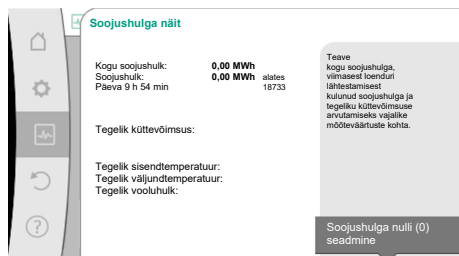 Soojushulga näit
Kogu soojushulk: 0,00 MWh
Soojushulk: 0,00 MWh alates
Päeva 9 h 54 min 18733
Tegelik küttevõimsus:
Tegelik sisendtemperatuur:
Tegelik väljundtemperatuur:
Tegelik vooluhulk:
Teave
kogu soojushulga,
viimasest loenduri
lähtestamisest
kulunud soojushulga ja
tegeliku küttevõimsuse
arvutamiseks vajalike
mõõteväärtuste kohta.
Soojushulga nulli (0)
seadmine